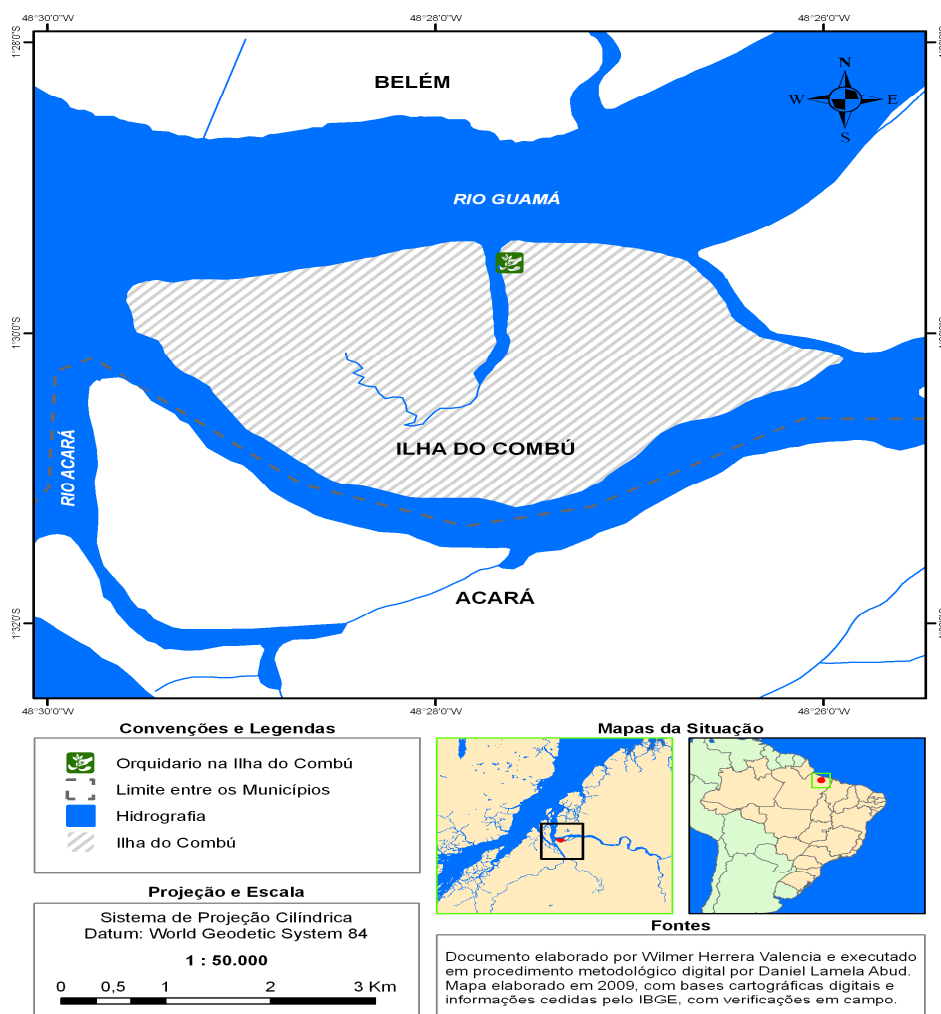 48°30'0"W 48°28'0"W 48°26'0"W
1°28'0"S
BELÉM
N
W E
S
RIO GUAMÁ
1°30'0"S
ILHA DO COMBÚ
RIO ACARÁ
ACARÁ
1°32'0"S
48°30'0"W 48°28'0"W 48°26'0"W
Convenções e Legendas
Orquidario na Ilha do Combú
Limite entre os Municípios
Hidrografia
Ilha do Combú
Projeção e Escala
Sistema de Projeção Cilíndrica
Datum: World Geodetic System 84
1 : 50.000
0 0,5 1 2 3 Km
Mapas da Situação
Fontes
Documento elaborado por Wilmer Herrera Valencia e executado
em procedimento metodológico digital por Daniel Lamela Abud.
Mapa elaborado em 2009, com bases cartográficas digitais e
informações cedidas pelo IBGE, com verificações em campo.